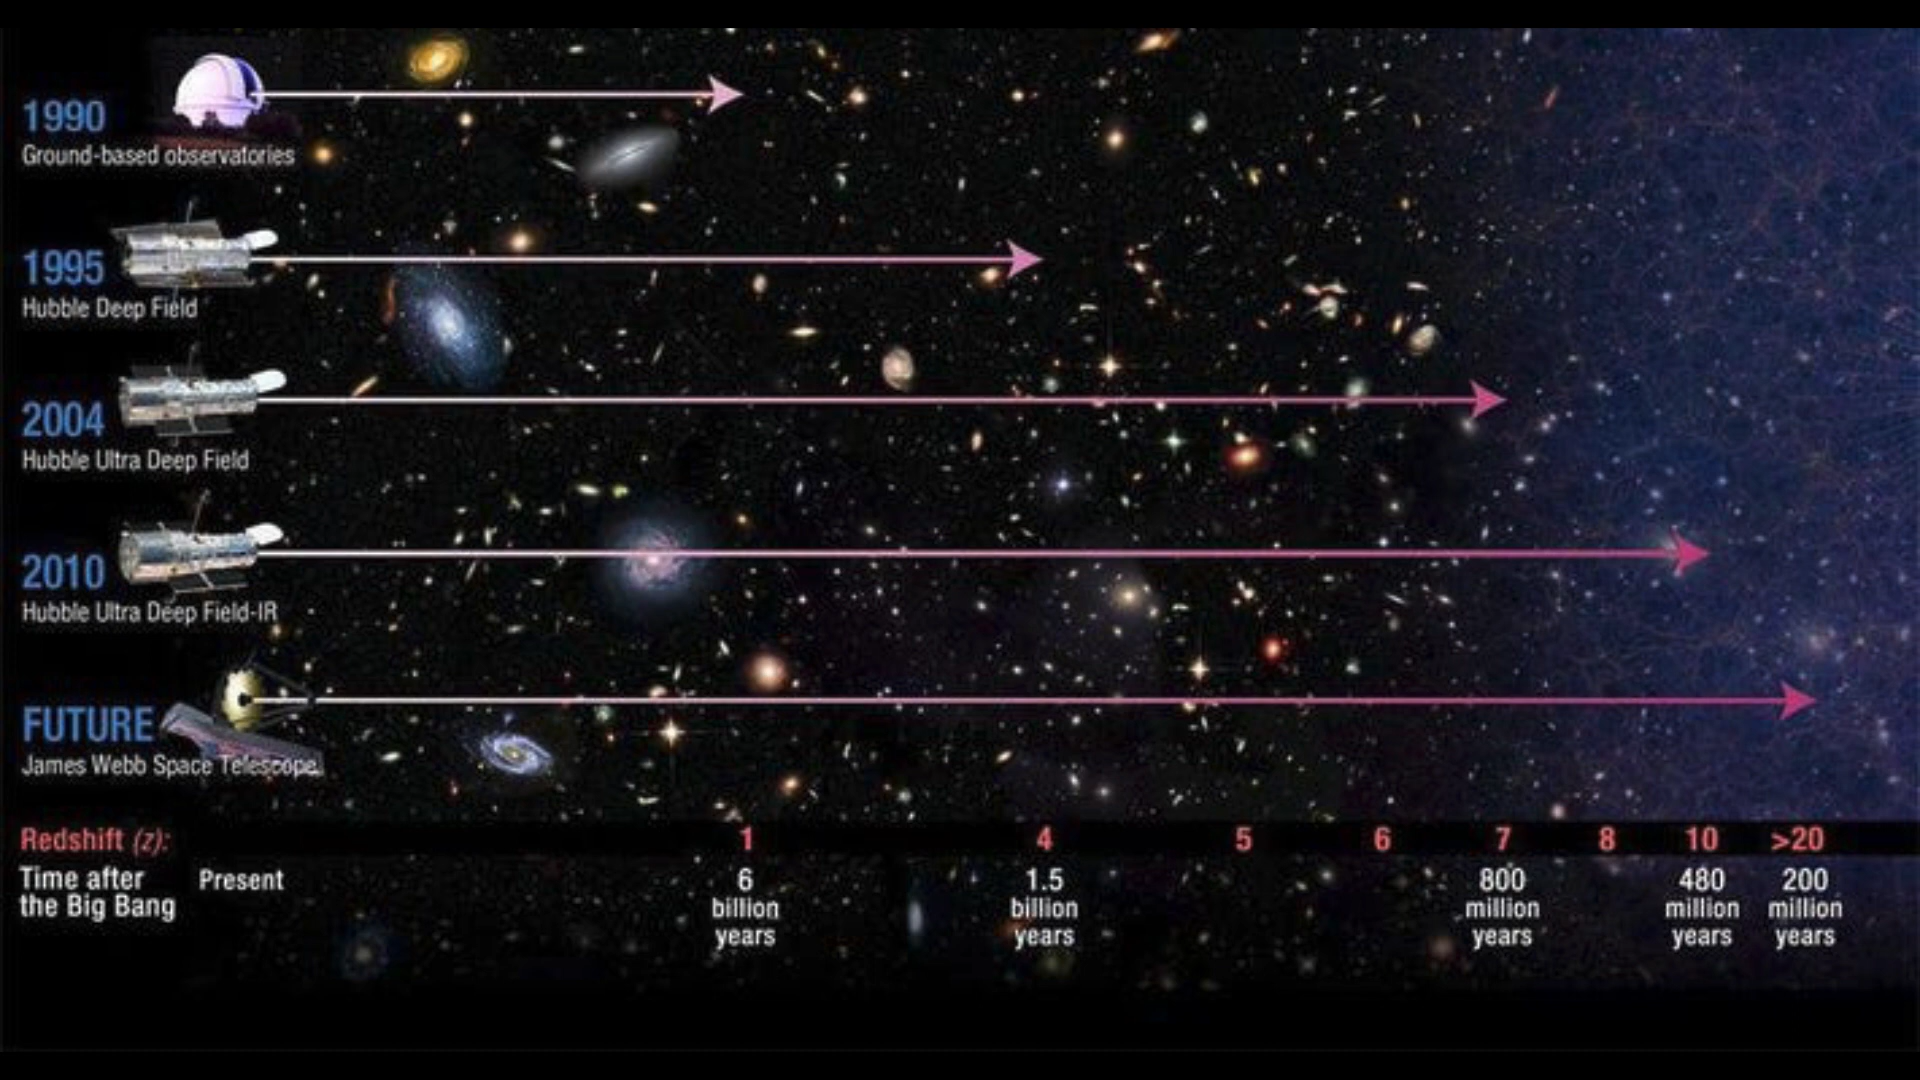 1990
Ground-based observatories
1995
Hubble Deep Field
2004
Hubble Ultra Deep Field
2010
Hubble Ultra Deep Field-IR
FUTURE
James Webb Space Telescope
Redshift (z): 1 4 5 6 7 8 10 >20
Time after the Big Bang
Present
6 billion years
1.5 billion years
800 million years
480 million years
200 million years